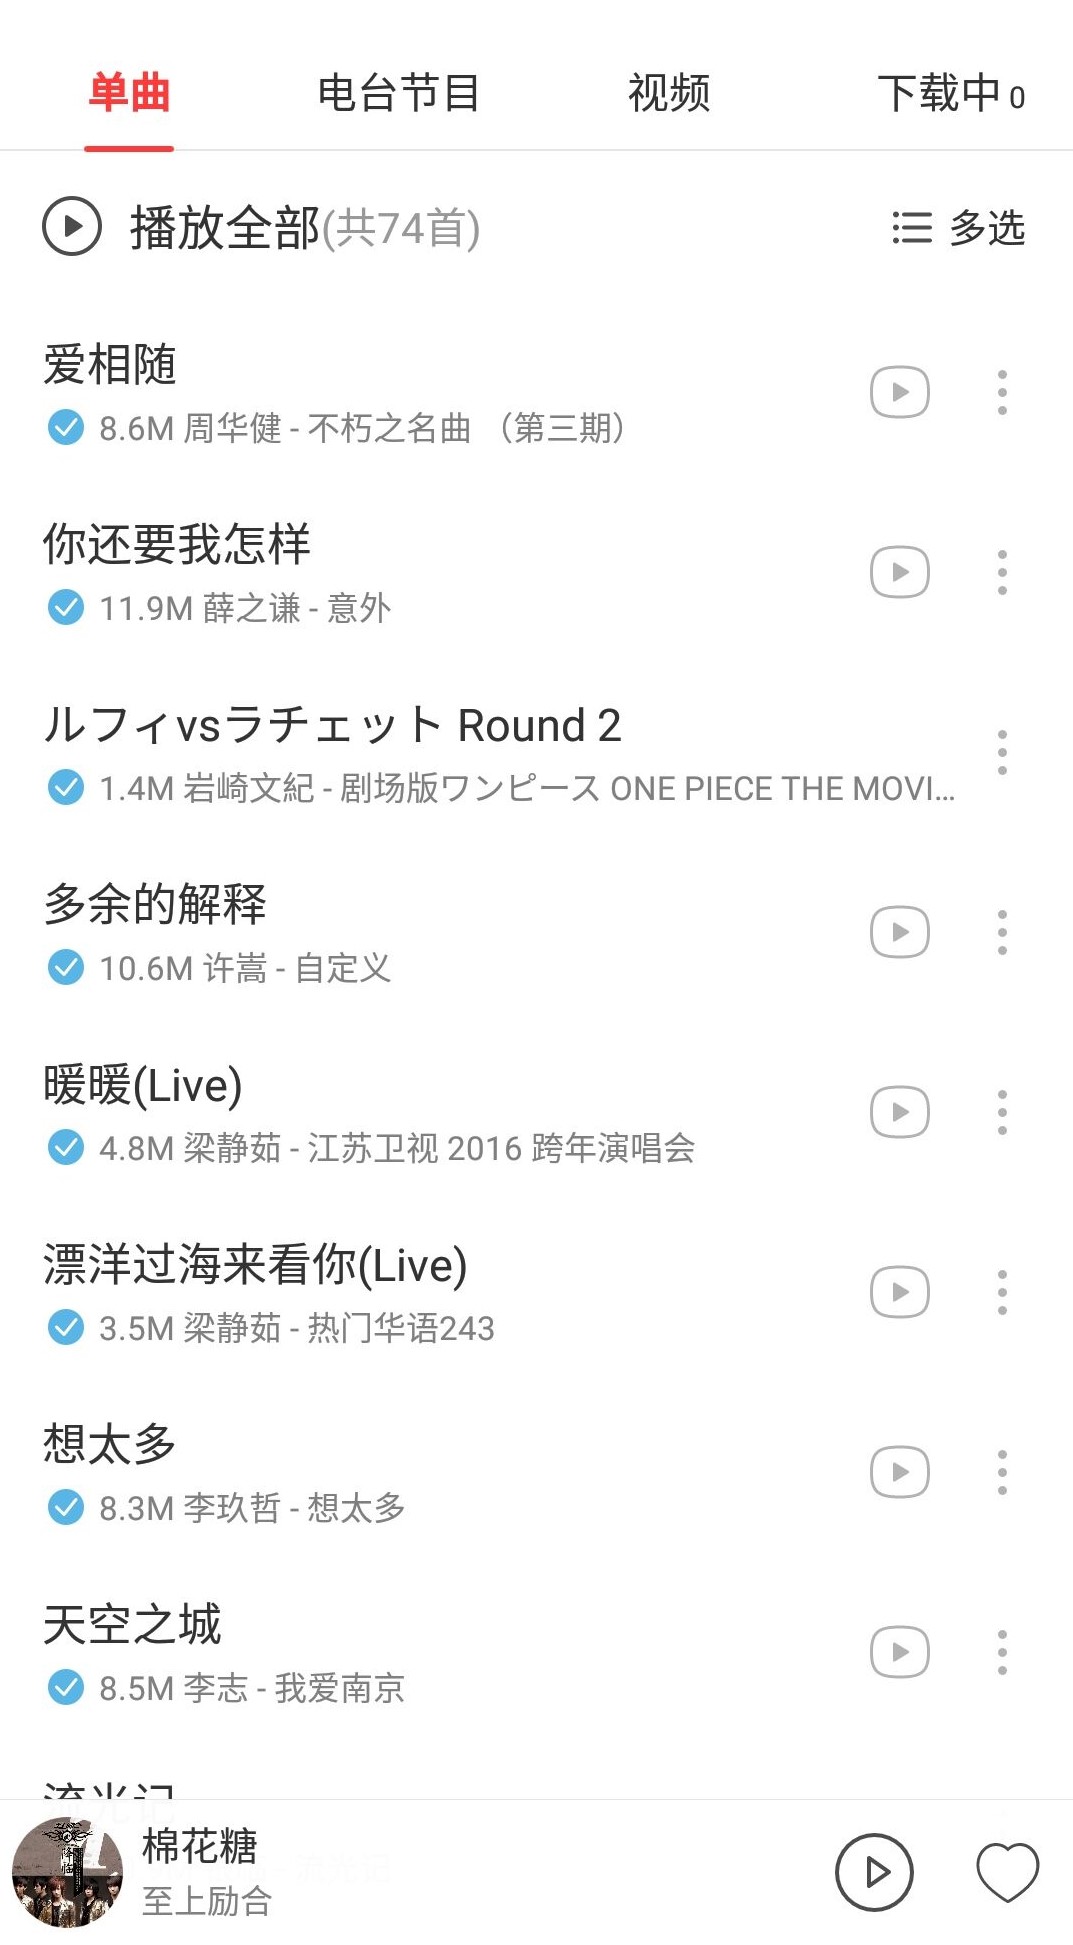 单曲 电台节目 视频 下载中 0
播放全部(共74首) 多选
爱相随
8.6M 周华健 - 不朽之名曲 （第三期）
你还要我怎样
11.9M 薛之谦 - 意外
ルフィvsラチェット Round 2
1.4M 岩崎文紀 - 剧场版ワンピース ONE PIECE THE MOVI...
多余的解释
10.6M 许嵩 - 自定义
暖暖(Live)
4.8M 梁静茹 - 江苏卫视 2016 跨年演唱会
漂洋过海来看你(Live)
3.5M 梁静茹 - 热门华语243
想太多
8.3M 李玖哲 - 想太多
天空之城
8.5M 李志 - 我爱南京
流光记
棉花糖
至上励合